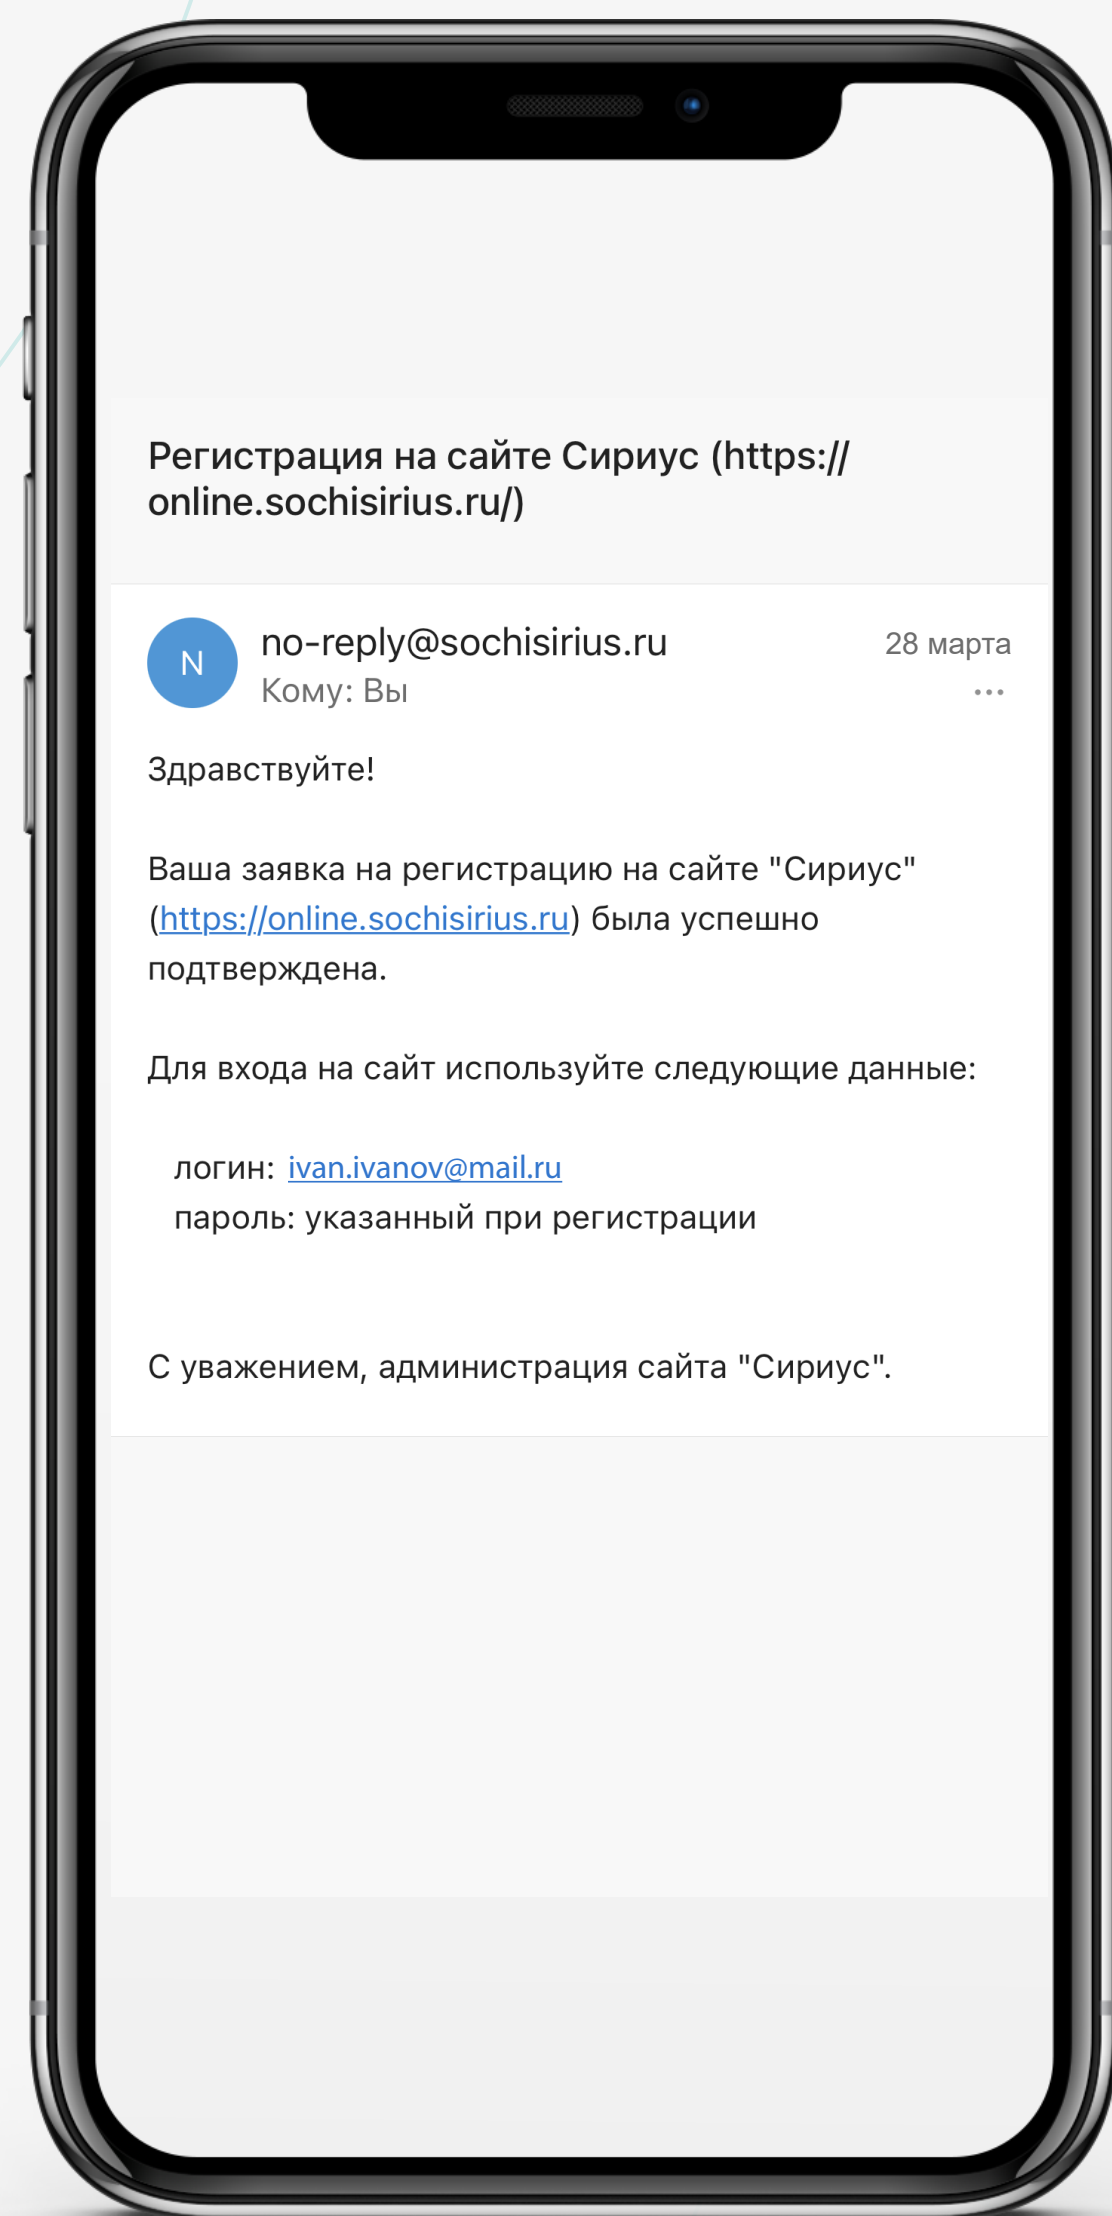 Регистрация на сайте Сириус (https://
online.sochisirius.ru/)
N
no-reply@sochisirius.ru
28 марта
Кому: Вы
...
Здравствуйте!
Ваша заявка на регистрацию на сайте "Сириус"
(https://online.sochisirius.ru) была успешно
подтверждена.
Для входа на сайт используйте следующие данные:
логин: ivan.ivanov@mail.ru
пароль: указанный при регистрации
С уважением, администрация сайта "Сириус".